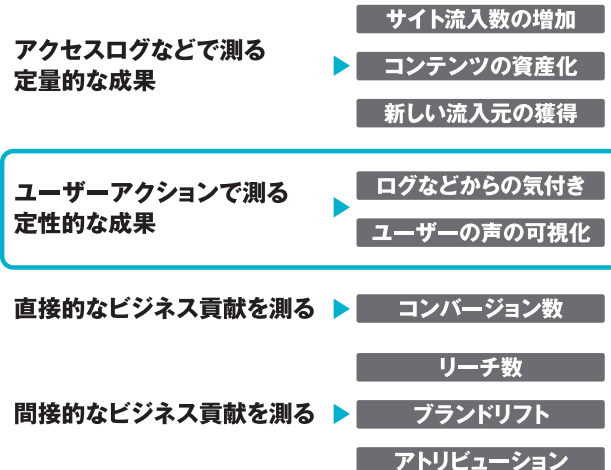 アクセスログなどで測る
定量的な成果
サイト流入数の増加
コンテンツの資産化
新しい流入元の獲得
ユーザーアクションで測る
定性的な成果
ログなどからの気付き
ユーザーの声の可視化
直接的なビジネス貢献を測る
コンバージョン数
間接的なビジネス貢献を測る
リーチ数
ブランドリフト
アトリビューション